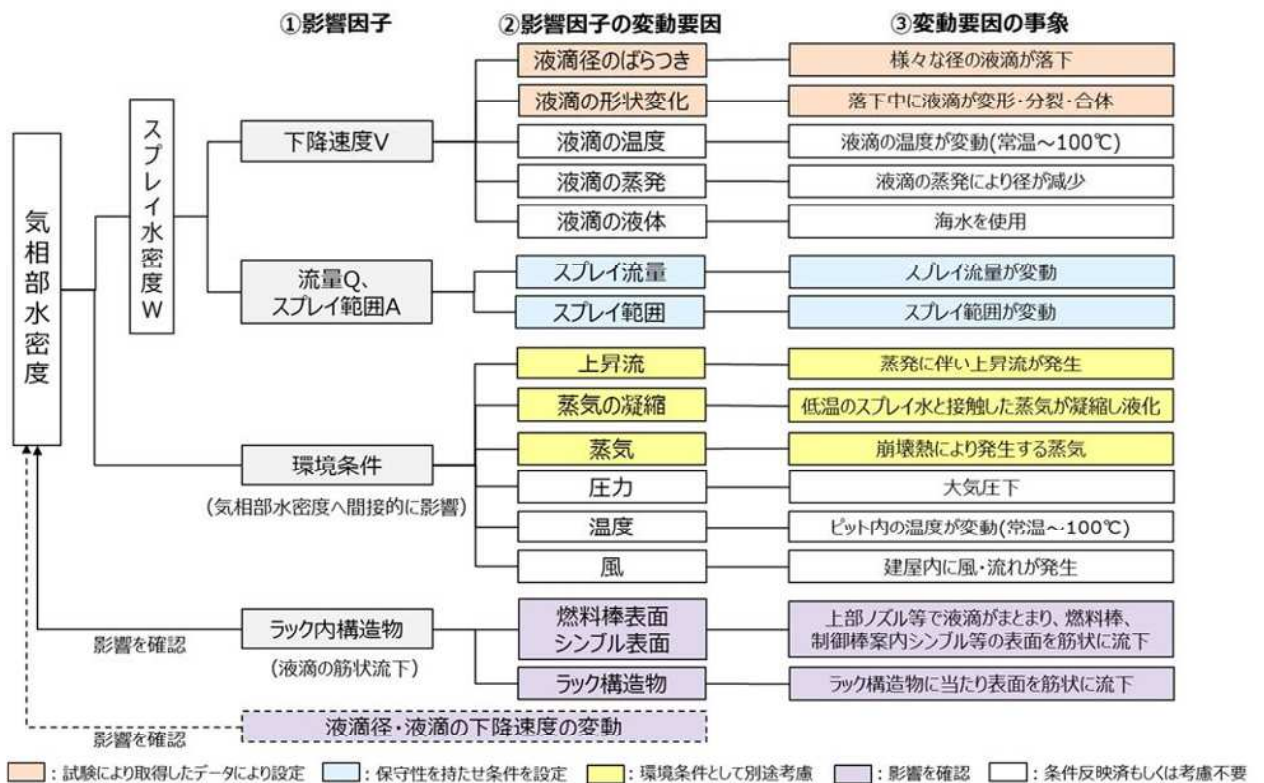 ①影響因子
②影響因子の変動要因
③変動要因の事象
気相部水密度
スプレイ水密度W
下降速度V
液滴径のばらつき
様々な径の液滴が落下
液滴の形状変化
落下中に液滴が変形・分裂・合体
液滴の温度
液滴の温度が変動(常温～100℃)
液滴の蒸発
液滴の蒸発により径が減少
液滴の液体
海水を使用
流量Q、
スプレイ範囲A
スプレイ流量
スプレイ流量が変動
スプレイ範囲
スプレイ範囲が変動
環境条件
(気相部水密度へ間接的に影響)
上昇流
蒸発に伴い上昇流が発生
蒸気の凝縮
低温のスプレイ水と接触した蒸気が凝縮し液化
蒸気
崩壊熱により発生する蒸気
圧力
大気圧下
温度
ピット内の温度が変動(常温～100℃)
風
建屋内に風・流れが発生
影響を確認
ラック内構造物
(液滴の筋状流下)
燃料棒表面
シンブル表面
上部ノズル等で液滴がまとまり、燃料棒、
制御棒案内シンブル等の表面を筋状に流下
ラック構造物
ラック構造物に当たり表面を筋状に流下
影響を確認
液滴径・液滴の下降速度の変動
：試験により取得したデータにより設定
：保守性を持たせ条件を設定
：環境条件として別途考慮
：影響を確認
：条件反映済もしくは考慮不要